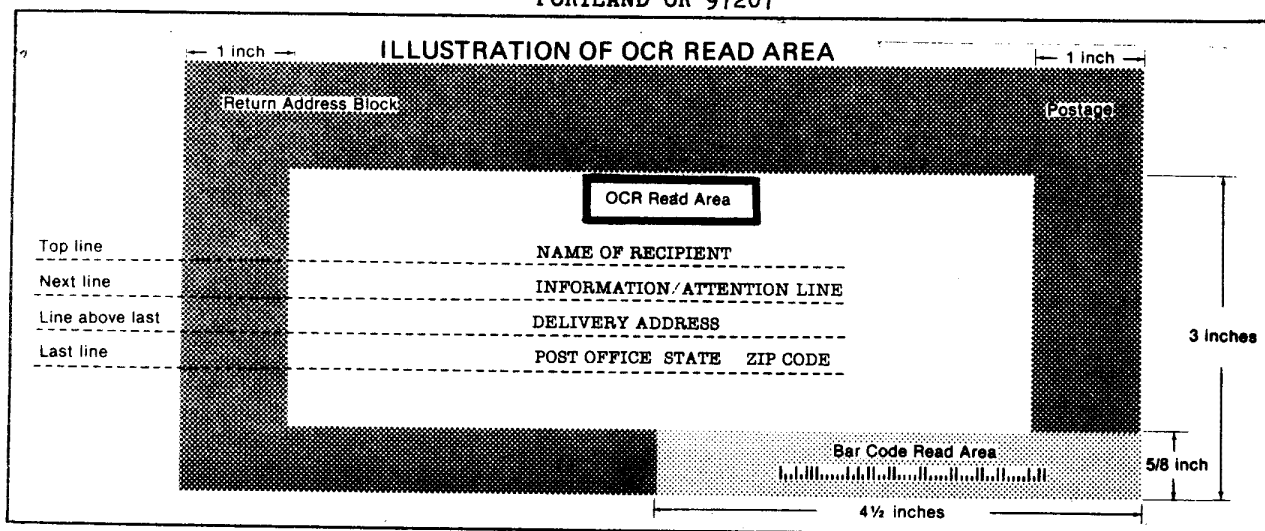 PORTLAND OR 97207
ILLUSTRATION OF OCR READ AREA
1 inch
1 inch
Return Address Block
Postage
OCR Read Area
Top line
NAME OF RECIPIENT
Next line
INFORMATION/ATTENTION LINE
Line above last
DELIVERY ADDRESS
Last line
POST OFFICE STATE ZIP CODE
3 inches
Bar Code Read Area
5/8 inch
4½ inches